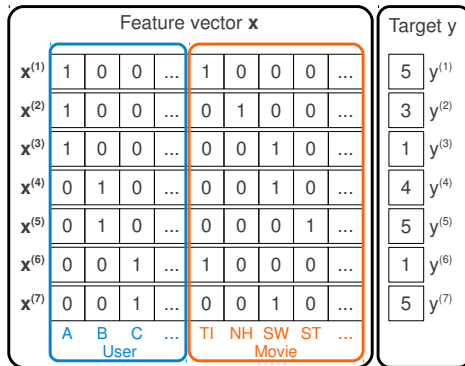 Feature vector x Target y
x(1) 1 0 0 ... 1 0 0 0 ... 5 y(1)
x(2) 1 0 0 ... 0 1 0 0 ... 3 y(2)
x(3) 1 0 0 ... 0 0 1 0 ... 1 y(3)
x(4) 0 1 0 ... 0 0 1 0 ... 4 y(4)
x(5) 0 1 0 ... 0 0 0 1 ... 5 y(5)
x(6) 0 0 1 ... 1 0 0 0 ... 1 y(6)
x(7) 0 0 1 ... 0 0 1 0 ... 5 y(7)
A B C ... TI NH SW ST ...
User Movie